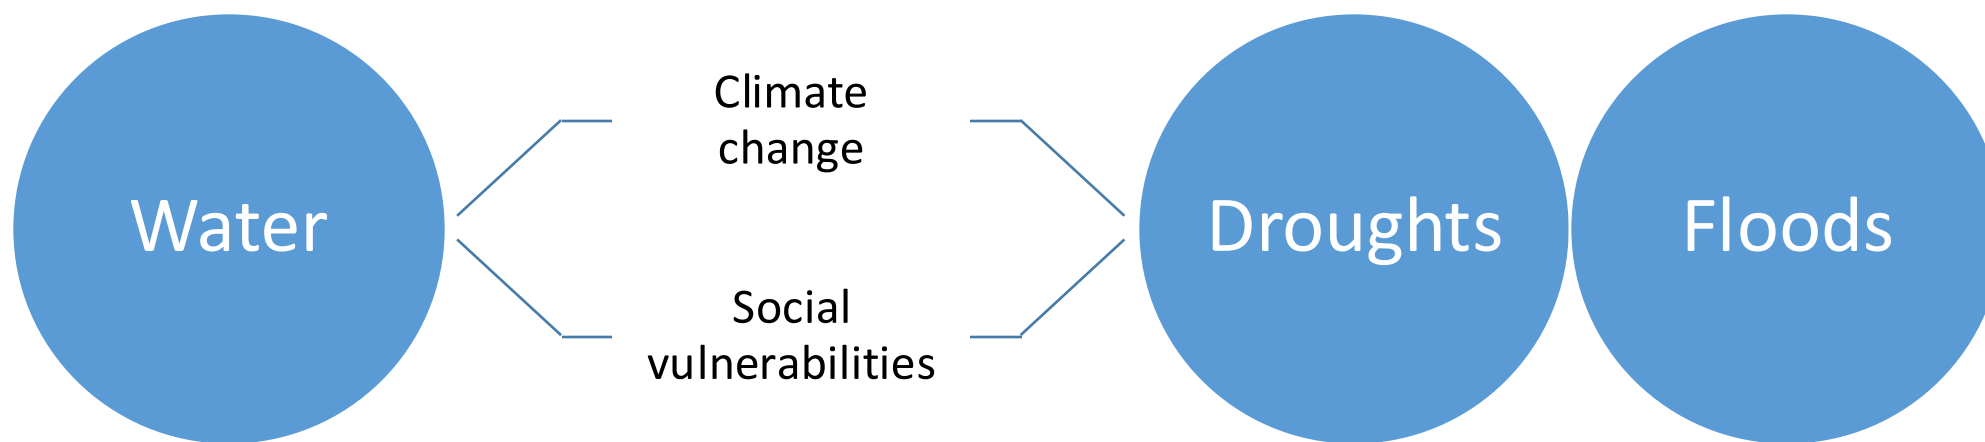 Water
Climate
change
Social
vulnerabilities
Droughts
Floods